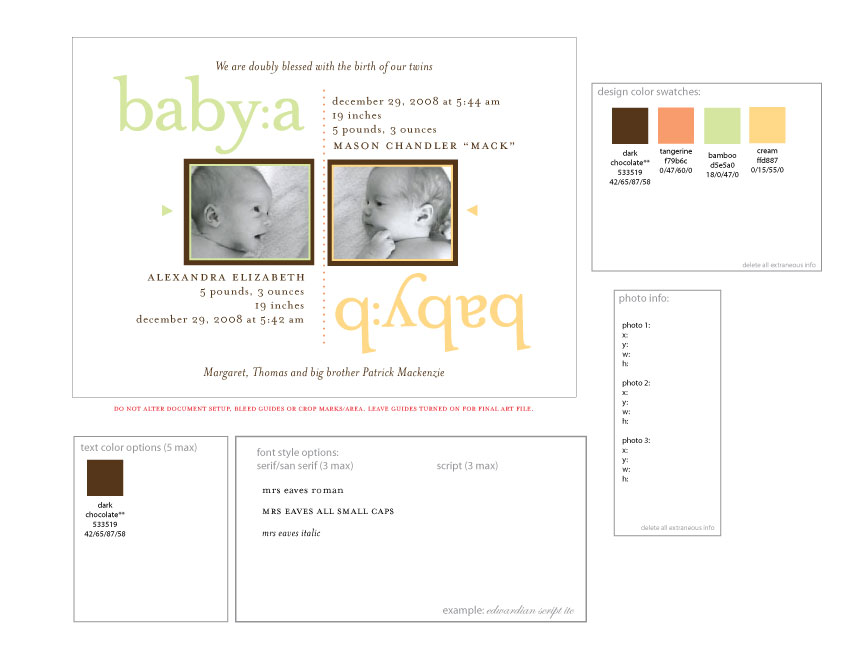 We are doubly blessed with the birth of our twins
baby:a
december 29, 2008 at 5:44 am
19 inches
5 pounds, 3 ounces
MASON CHANDLER “MACK”
ALEXANDRA ELIZABETH
5 pounds, 3 ounces
19 inches
december 29, 2008 at 5:42 am
baby:b
Margaret, Thomas and big brother Patrick Mackenzie
DO NOT ALTER DOCUMENT SETUP, BLEED GUIDES OR CROP MARKS/AREA. LEAVE GUIDES TURNED ON FOR FINAL ART FILE.
design color swatches:
dark
chocolate**
533519
42/65/87/58
tangerine
f79b6c
0/47/60/0
bamboo
d5e5a0
18/0/47/0
cream
ffd887
0/15/55/0
delete all extraneous info
photo info:
photo 1:
x:
y:
w:
h:
photo 2:
x:
y:
w:
h:
photo 3:
x:
y:
w:
h:
delete all extraneous info
text color options (5 max)
dark
chocolate**
533519
42/65/87/58
font style options:
serif/san serif (3 max)
script (3 max)
mrs eaves roman
MRS EAVES ALL SMALL CAPS
mrs eaves italic
example: edwardian script itc